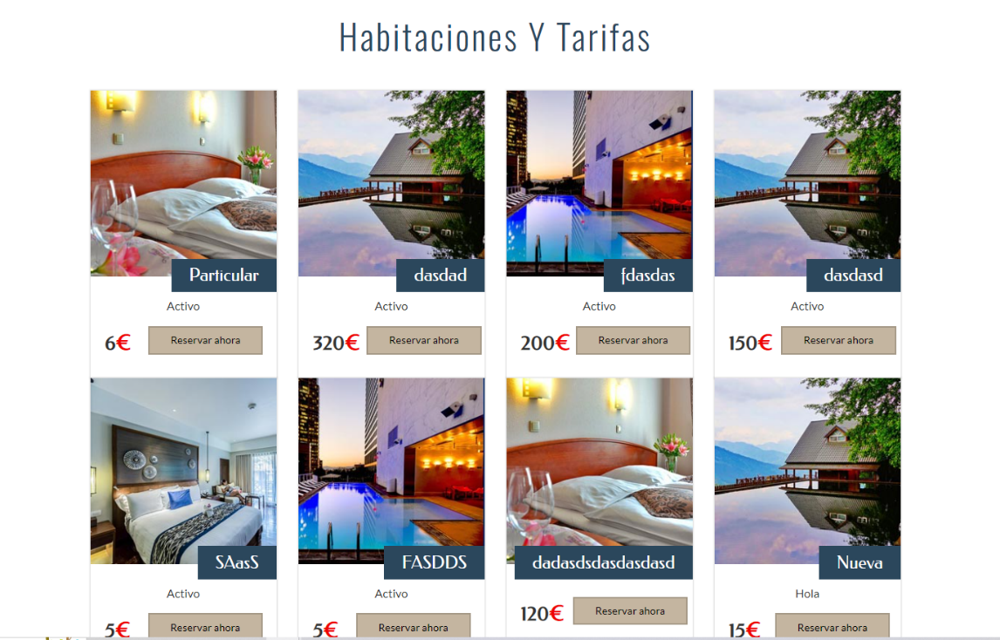 Habitaciones Y Tarifas
Particular
dasdad
fdasdas
dasdasd
Activo
Activo
Activo
Activo
6€
Reservar ahora
320€
Reservar ahora
200€
Reservar ahora
150€
Reservar ahora
SAasS
FASDDS
dadasdsdasdasdasd
Nueva
Activo
Activo
Hola
5€
Reservar ahora
5€
Reservar ahora
120€
Reservar ahora
15€
Reservar ahora